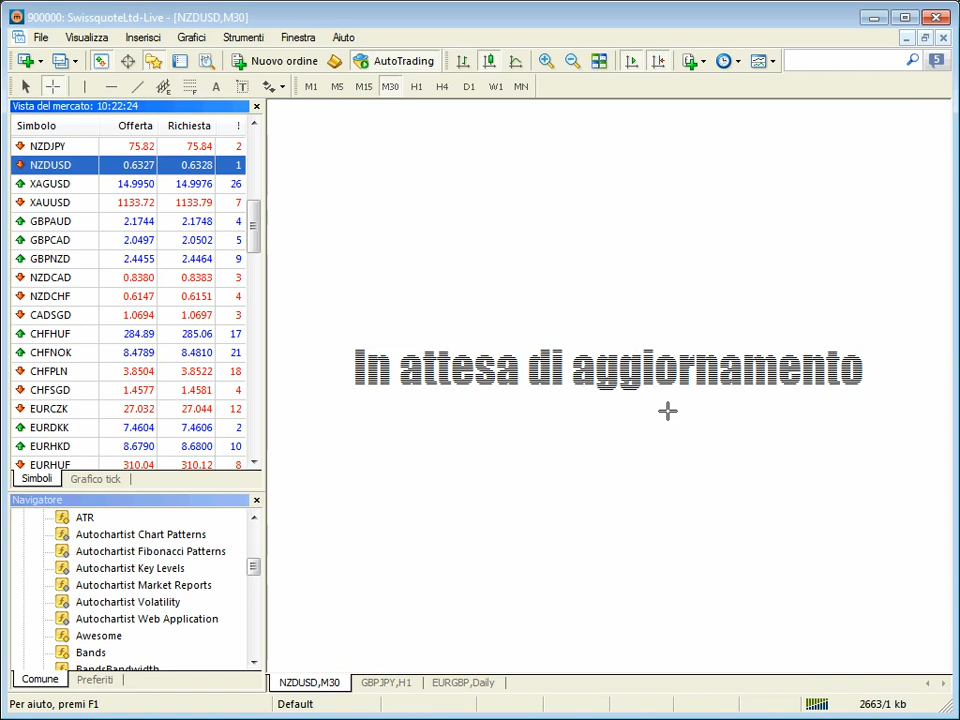 900000: SwissquoteLtd-Live - [NZDUSD,M30]
File Visualizza Inserisci Grafici Strumenti Finestra Aiuto
Nuovo ordine AutoTrading 5
A T M1 M5 M15 M30 H1 H4 D1 W1 MN
Vista del mercato: 10:22:24
Simbolo Offerta Richiesta !
NZDJPY 75.82 75.84 2
NZDUSD 0.6327 0.6328 1
XAGUSD 14.9950 14.9976 26
XAUUSD 1133.72 1133.79 7
GBPAUD 2.1744 2.1748 4
GBPCAD 2.0497 2.0502 5
GBPNZD 2.4455 2.4464 9
NZDCAD 0.8380 0.8383 3
NZDCHF 0.6147 0.6151 4
CADSGD 1.0694 1.0697 3
CHFHUF 284.89 285.06 17
CHFNOK 8.4789 8.4810 21
CHFPLN 3.8504 3.8522 18
CHFSGD 1.4577 1.4581 4
EURCZK 27.032 27.044 12
EURDKK 7.4604 7.4606 2
EURHKD 8.6790 8.6800 10
EURHUF 310.04 310.12 8
Simboli Grafico tick
In attesa di aggiornamento
Navigatore
ATR
Autochartist Chart Patterns
Autochartist Fibonacci Patterns
Autochartist Key Levels
Autochartist Market Reports
Autochartist Volatility
Autochartist Web Application
Awesome
Bands
BandsBandwidth
Comune Preferiti
NZDUSD,M30 GBPJPY,H1 EURGBP,Daily
Per aiuto, premi F1 Default 2663/1 kb